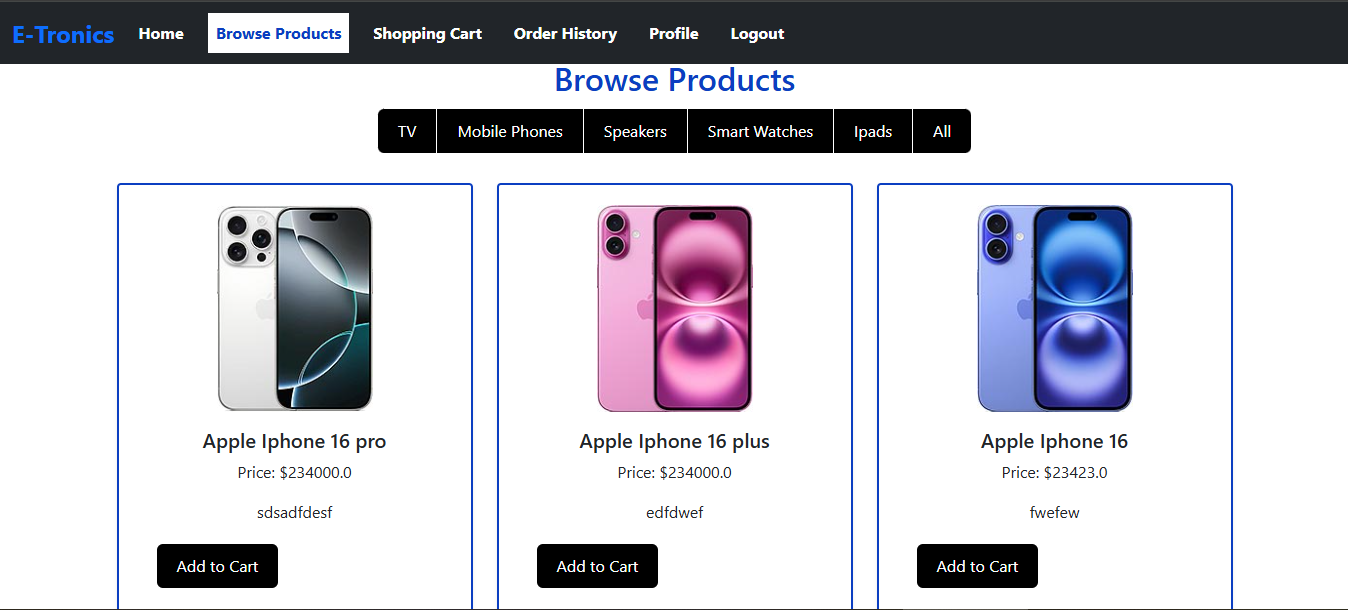 E-Tronics Home Browse Products Shopping Cart Order History Profile Logout
Browse Products
TV Mobile Phones Speakers Smart Watches Ipads All
Apple Iphone 16 pro Apple Iphone 16 plus Apple Iphone 16
Price: $234000.0 Price: $234000.0 Price: $23423.0
sdsadfdesf edfdwef fwefew
Add to Cart Add to Cart Add to Cart